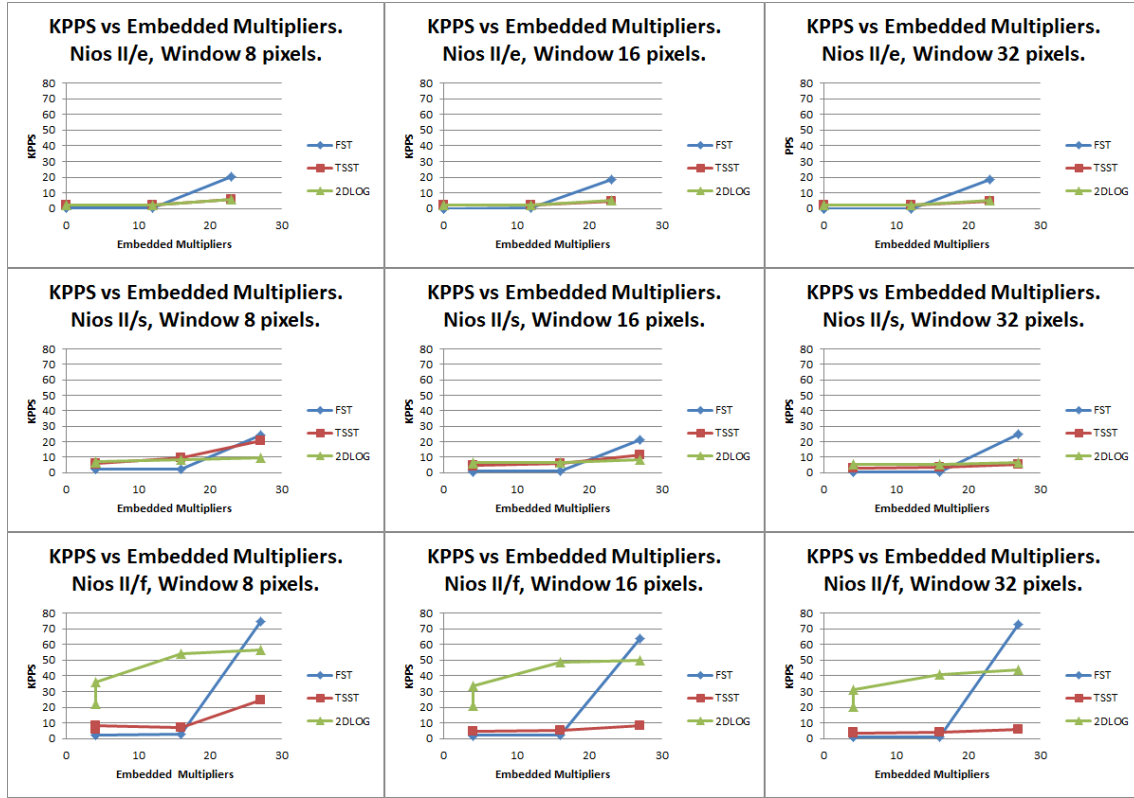 KPPS vs Embedded Multipliers.
Nios II/e, Window 8 pixels.
80
70
60
50
40
30
20
10
0
KPPS
0 10 20 30
Embedded Multipliers
FST
TSST
2DLOG
KPPS vs Embedded Multipliers.
Nios II/e, Window 16 pixels.
80
70
60
50
40
30
20
10
0
KPPS
0 10 20 30
Embedded Multipliers
FST
TSST
2DLOG
KPPS vs Embedded Multipliers.
Nios II/e, Window 32 pixels.
80
70
60
50
40
30
20
10
0
PPS
0 10 20 30
Embedded Multipliers
FST
TSST
2DLOG
KPPS vs Embedded Multipliers.
Nios II/s, Window 8 pixels.
80
70
60
50
40
30
20
10
0
KPPS
0 10 20 30
Embedded Multipliers
FST
TSST
2DLOG
KPPS vs Embedded Multipliers.
Nios II/s, Window 16 pixels.
80
70
60
50
40
30
20
10
0
KPPS
0 10 20 30
Embedded Multipliers
FST
TSST
2DLOG
KPPS vs Embedded Multipliers.
Nios II/s, Window 32 pixels.
80
70
60
50
40
30
20
10
0
KPPS
0 10 20 30
Embedded Multipliers
FST
TSST
2DLOG
KPPS vs Embedded Multipliers.
Nios II/f, Window 8 pixels.
80
70
60
50
40
30
20
10
0
KPPS
0 10 20 30
Embedded Multipliers
FST
TSST
2DLOG
KPPS vs Embedded Multipliers.
Nios II/f, Window 16 pixels.
80
70
60
50
40
30
20
10
0
KPPS
0 10 20 30
Embedded Multipliers
FST
TSST
2DLOG
KPPS vs Embedded Multipliers.
Nios II/f, Window 32 pixels.
80
70
60
50
40
30
20
10
0
KPPS
0 10 20 30
Embedded Multipliers
FST
TSST
2DLOG